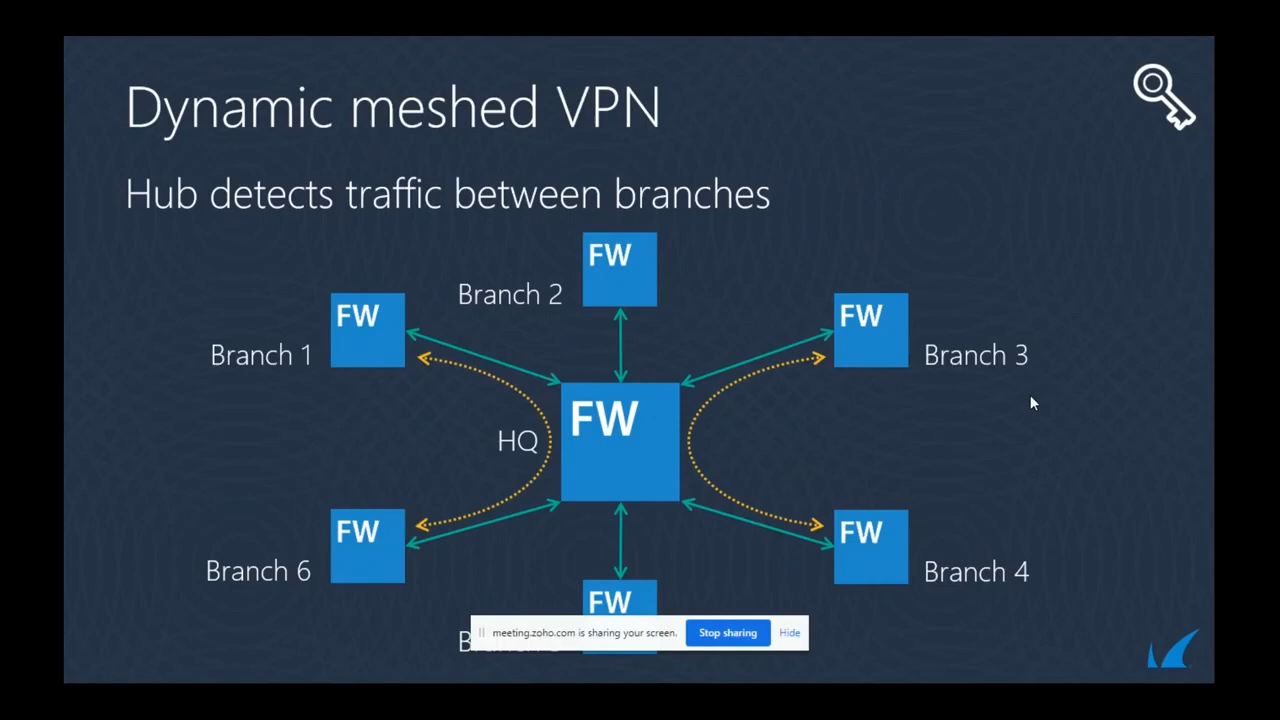 Dynamic meshed VPN
Hub detects traffic between branches
FW
Branch 2
FW
Branch 1
FW
Branch 3
FW
HQ
FW
Branch 6
FW
Branch 4
FW
meeting.zoho.com is sharing your screen.
Stop sharing
Hide